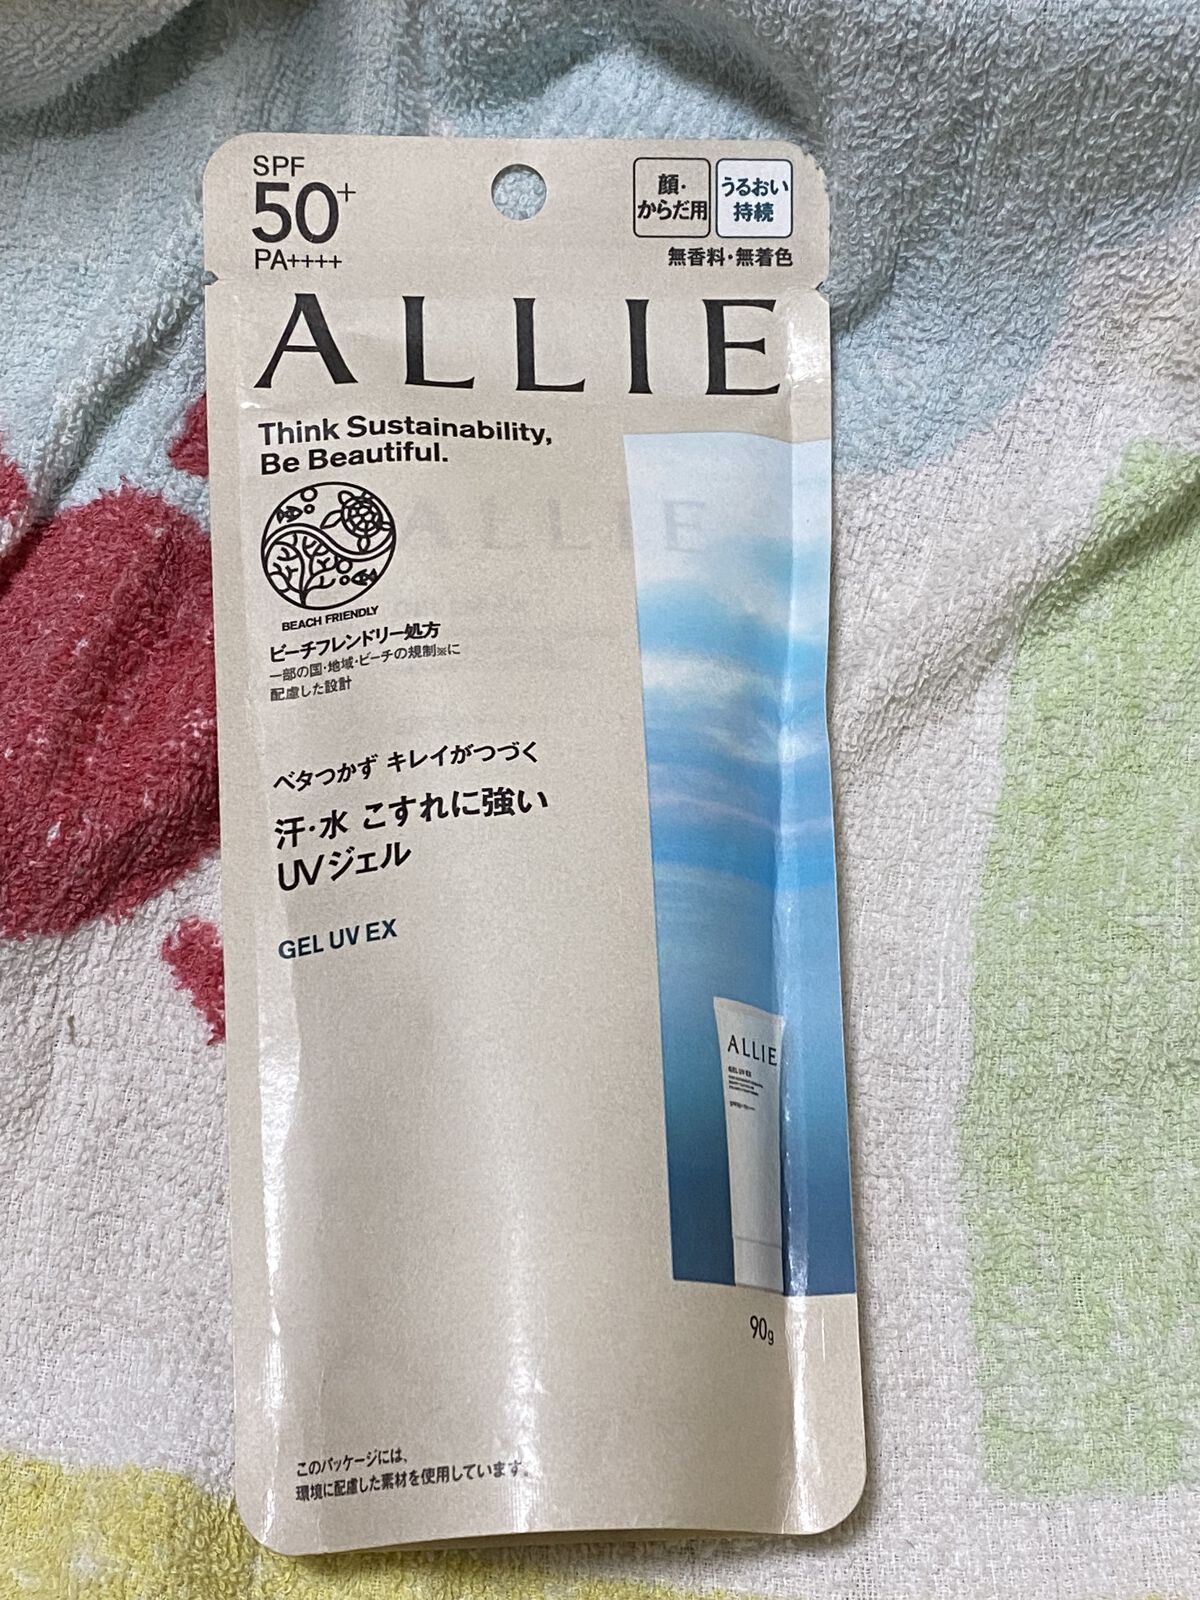 SPF
50+
PA++++
顔・
からだ用
うるおい
持続
無香料・無着色
ALLIE
Think Sustainability,
Be Beautiful.
BEACH FRIENDLY
ビーチフレンドリー処方
一部の国・地域・ビーチの規制※に
配慮した設計
ベタつかず キレイがつづく
汗・水 こすれに強い
UVジェル
GEL UV EX
ALLIE
GEL UV EX
90g
このパッケージには、
環境に配慮した素材を使用しています。